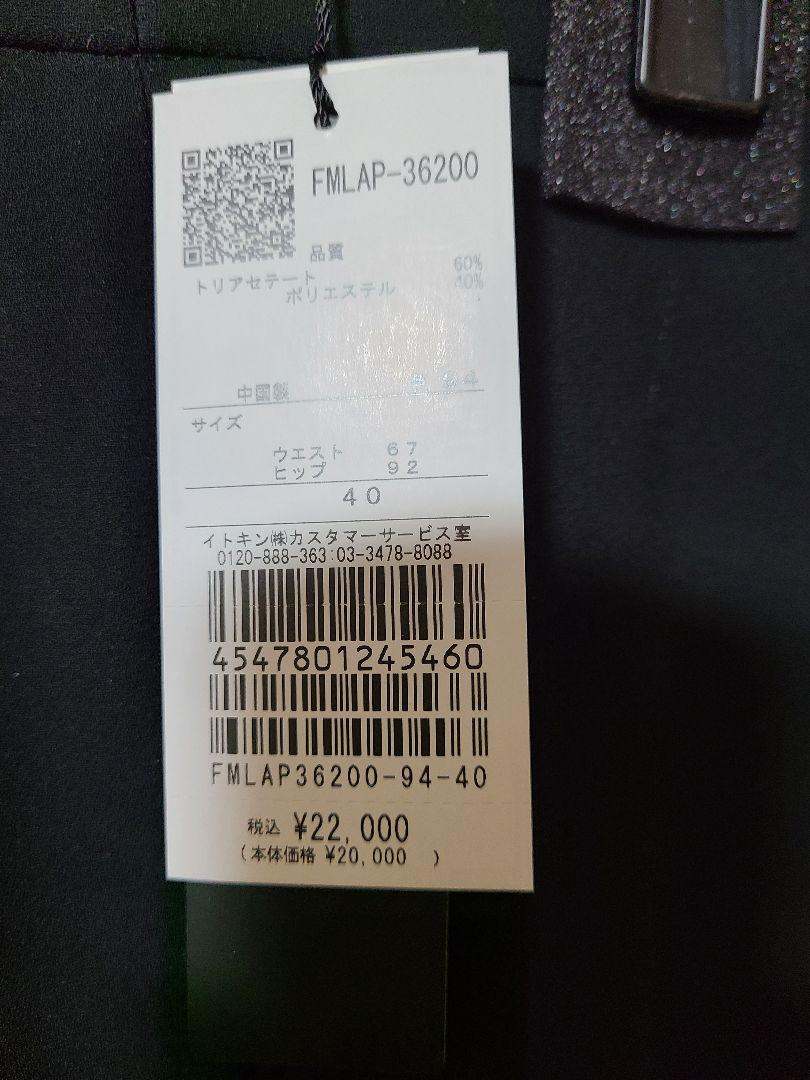 FMLAP-36200
品質
トリアセテート 60%
ポリエステル 40%
中国製 94
サイズ
ウエスト 67
ヒップ 92
40
イトキン㈱カスタマーサービス室
0120-888-363:03-3478-8088
4547801245460
FMLAP36200-94-40
税込 ¥22,000
(本体価格 ¥20,000 )